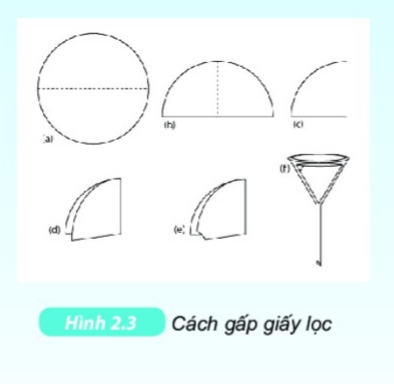 (a)
(b)
(c)
(d)
(e)
(f)
Hình 2.3 Cách gấp giấy lọc